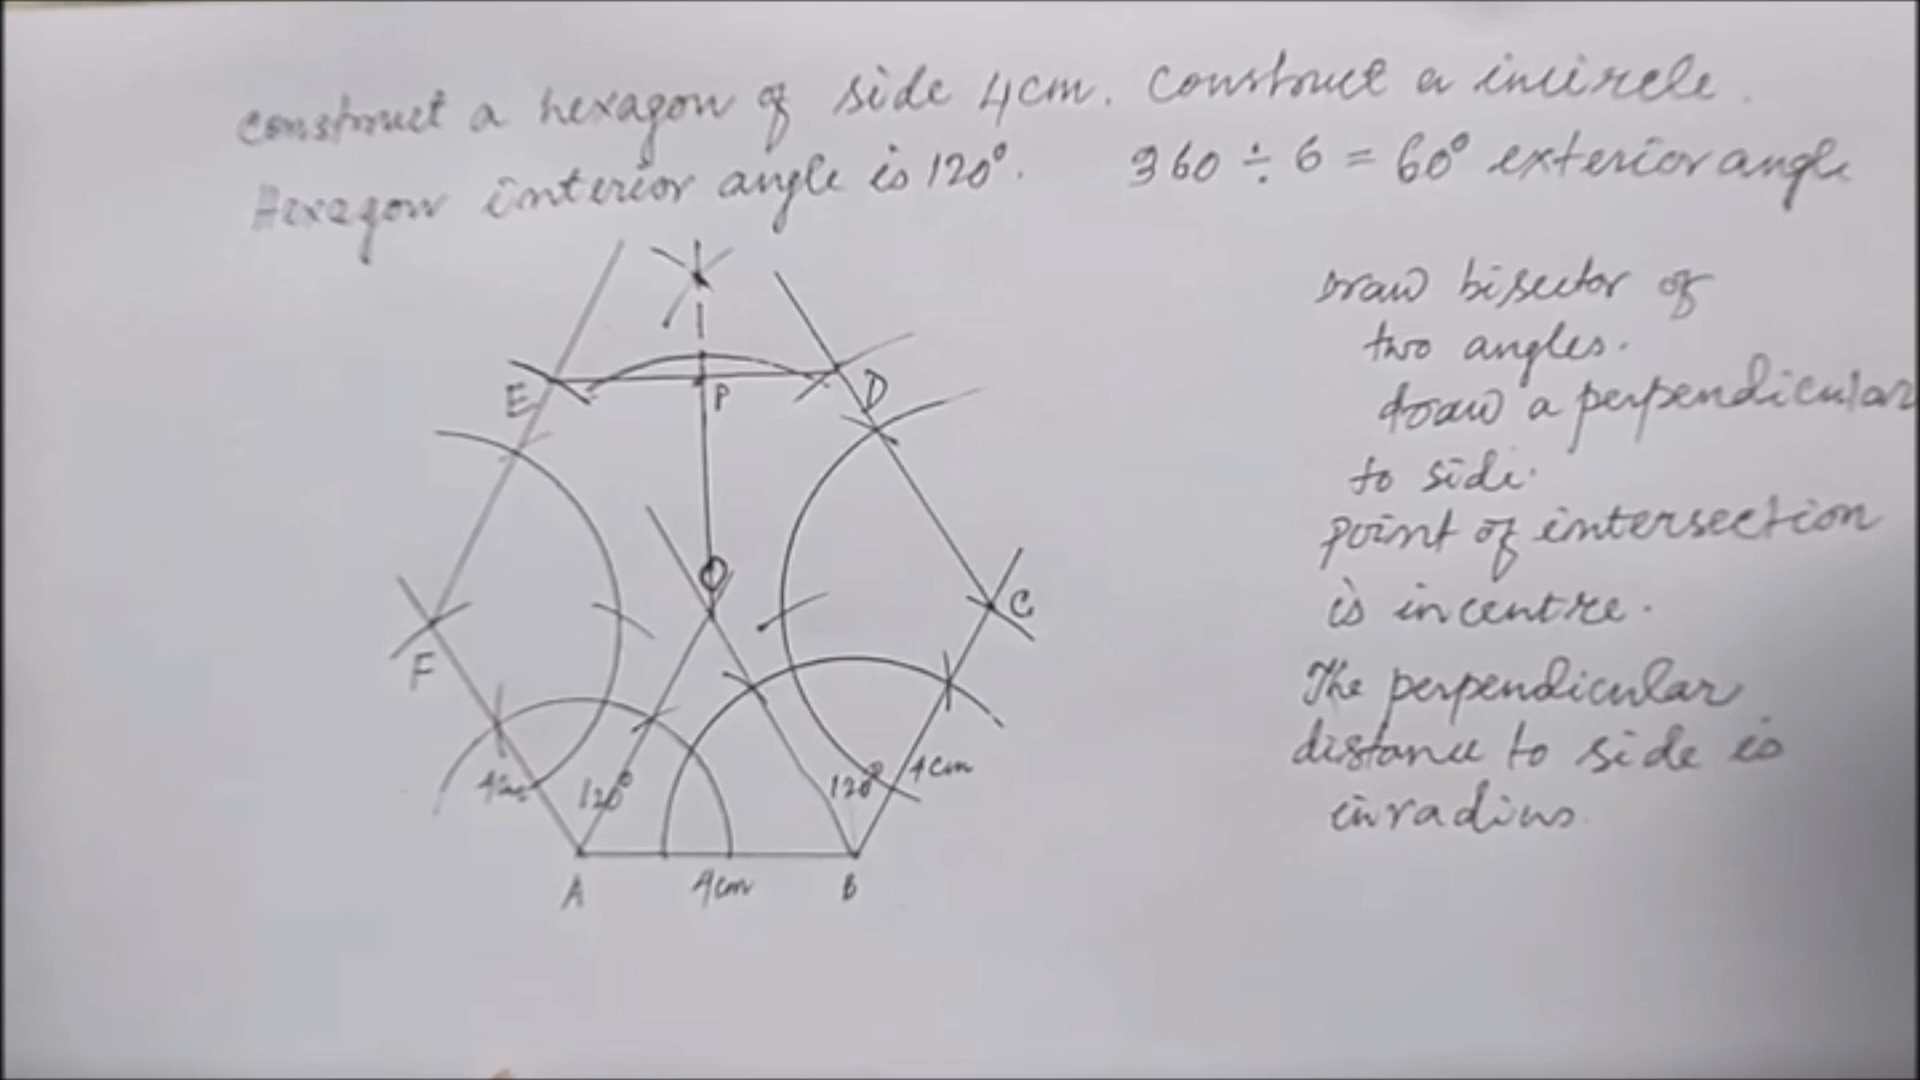 construct a hexagon of side 4cm. construct a incircle.
Hexagon interior angle is 120°. 360 ÷ 6 = 60° exterior angle
Draw bisector of
two angles.
draw a perpendicular
to side.
point of intersection
is incentre.
The perpendicular
distance to side is
inradius
E
P
D
O
C
F
4cm
120°
120°
4cm
A
4cm
B